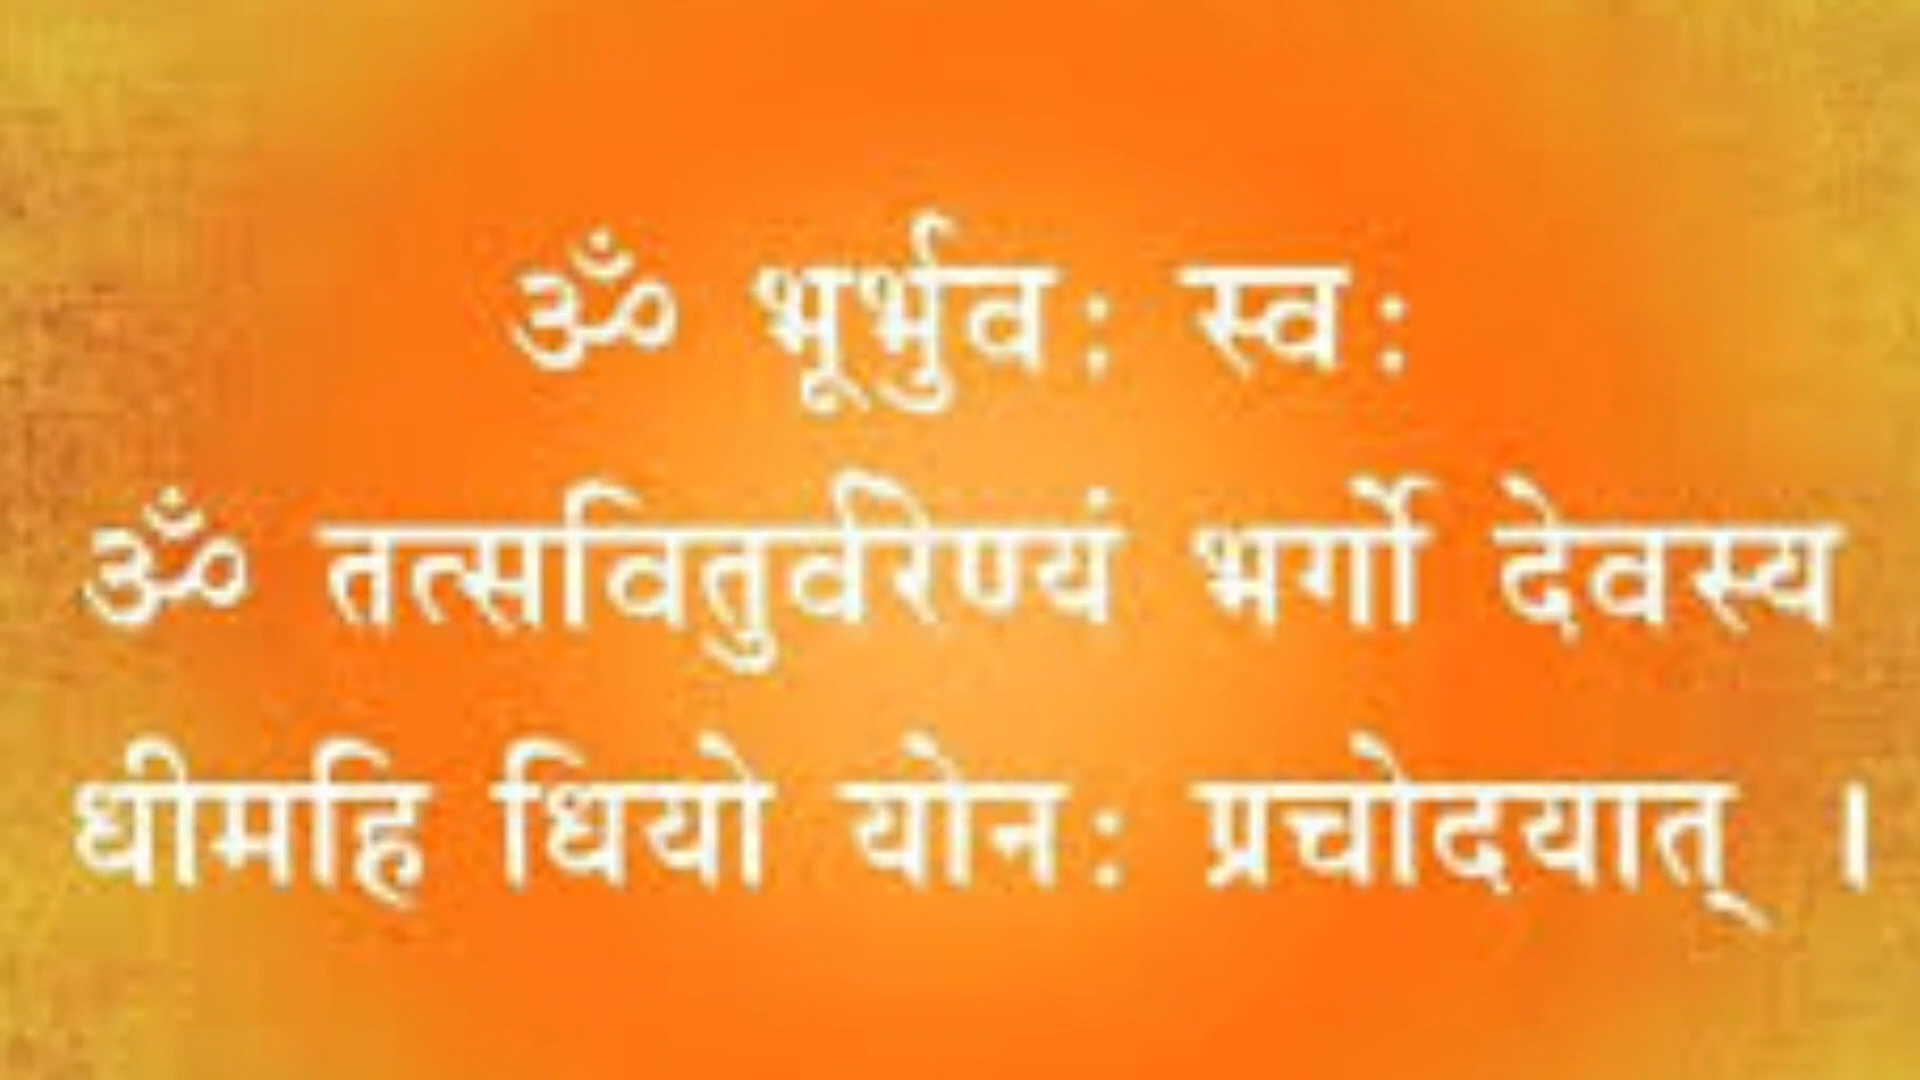 ॐ भूर्भुव: स्व:
ॐ तत्सवितुर्वरेण्यं भर्गो देवस्य
धीमहि धियो योन: प्रचोदयात् ।